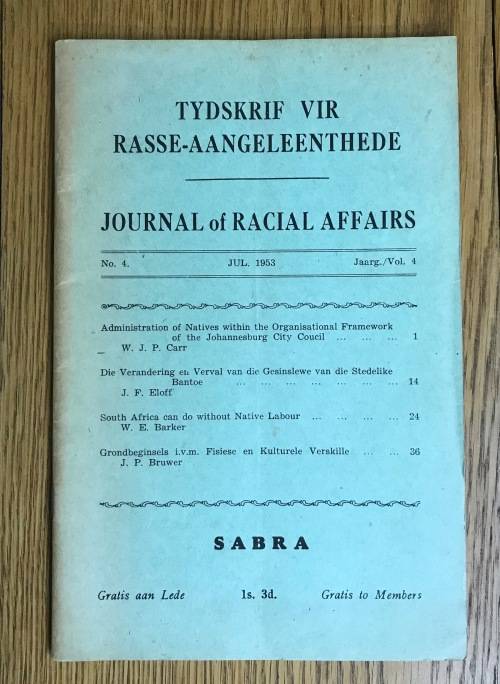 TYDSKRIF VIR
RASSE-AANGELEENTHEDE
JOURNAL of RACIAL AFFAIRS
No. 4. JUL. 1953 Jaarg./Vol. 4
Administration of Natives within the Organisational Framework
of the Johannesburg City Coucil ... ... ... 1
W. J. P. Carr
Die Verandering en Verval van die Gesinslewe van die Stedelike
Bantoe ... ... ... ... ... 14
J. F. Eloff
South Africa can do without Native Labour ... ... ... ... 24
W. E. Barker
Grondbeginsels i.v.m. Fisiese en Kulturele Verskille ... ... 36
J. P. Bruwer
SABRA
Gratis aan Lede 1s. 3d. Gratis to Members